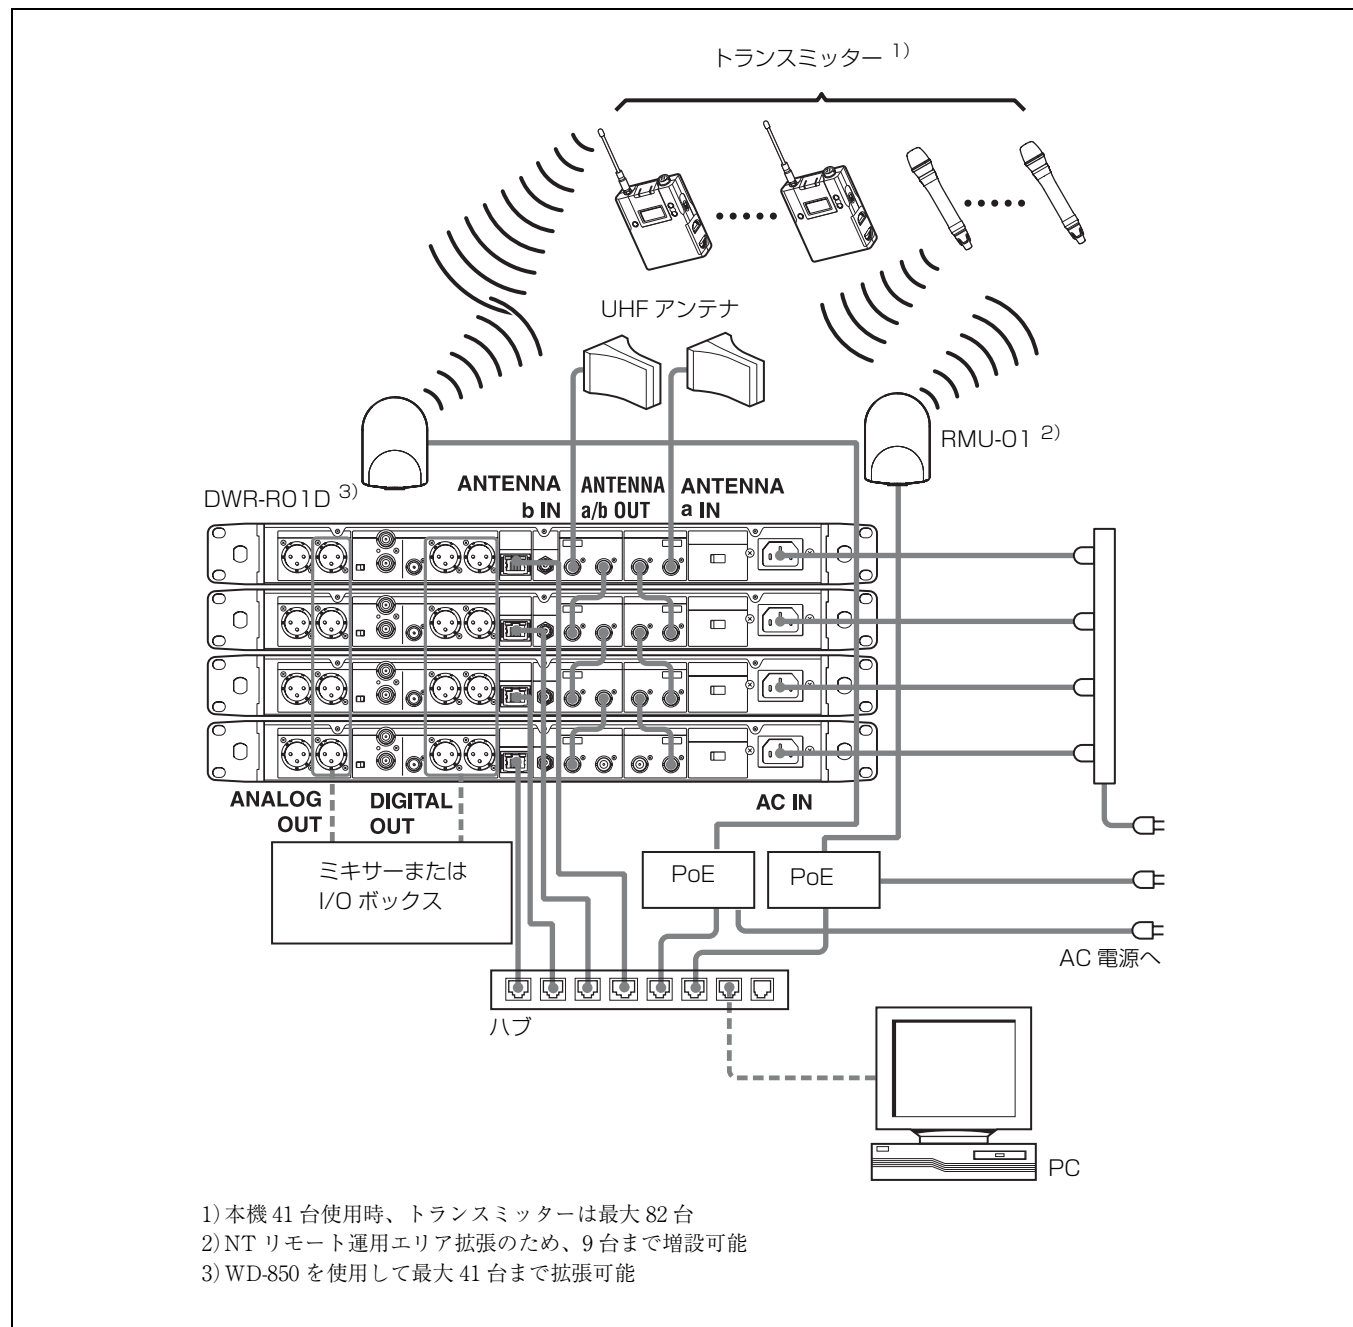 トランスミッター 1)
UHF アンテナ
RMU-01 2)
DWR-R01D 3)
ANTENNA
b IN
ANTENNA
a/b OUT
ANTENNA
a IN
ANALOG
OUT
DIGITAL
OUT
AC IN
ミキサーまたは
I/O ボックス
PoE
PoE
AC 電源へ
ハブ
PC
1) 本機 41 台使用時、トランスミッターは最大 82 台
2) NT リモート運用エリア拡張のため、9 台まで増設可能
3) WD-850 を使用して最大 41 台まで拡張可能